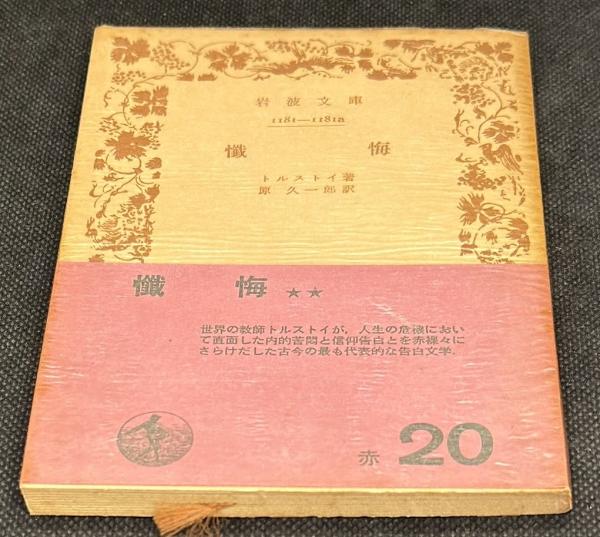 岩波文庫
1181—1181a
懺悔
トルストイ著
原久一郎訳
懺悔★★
世界の教師トルストイが、人生の危機におい
て直面した内的苦悶と信仰告白とを赤裸々に
さらけだした古今の最も代表的な告白文学。
赤 20